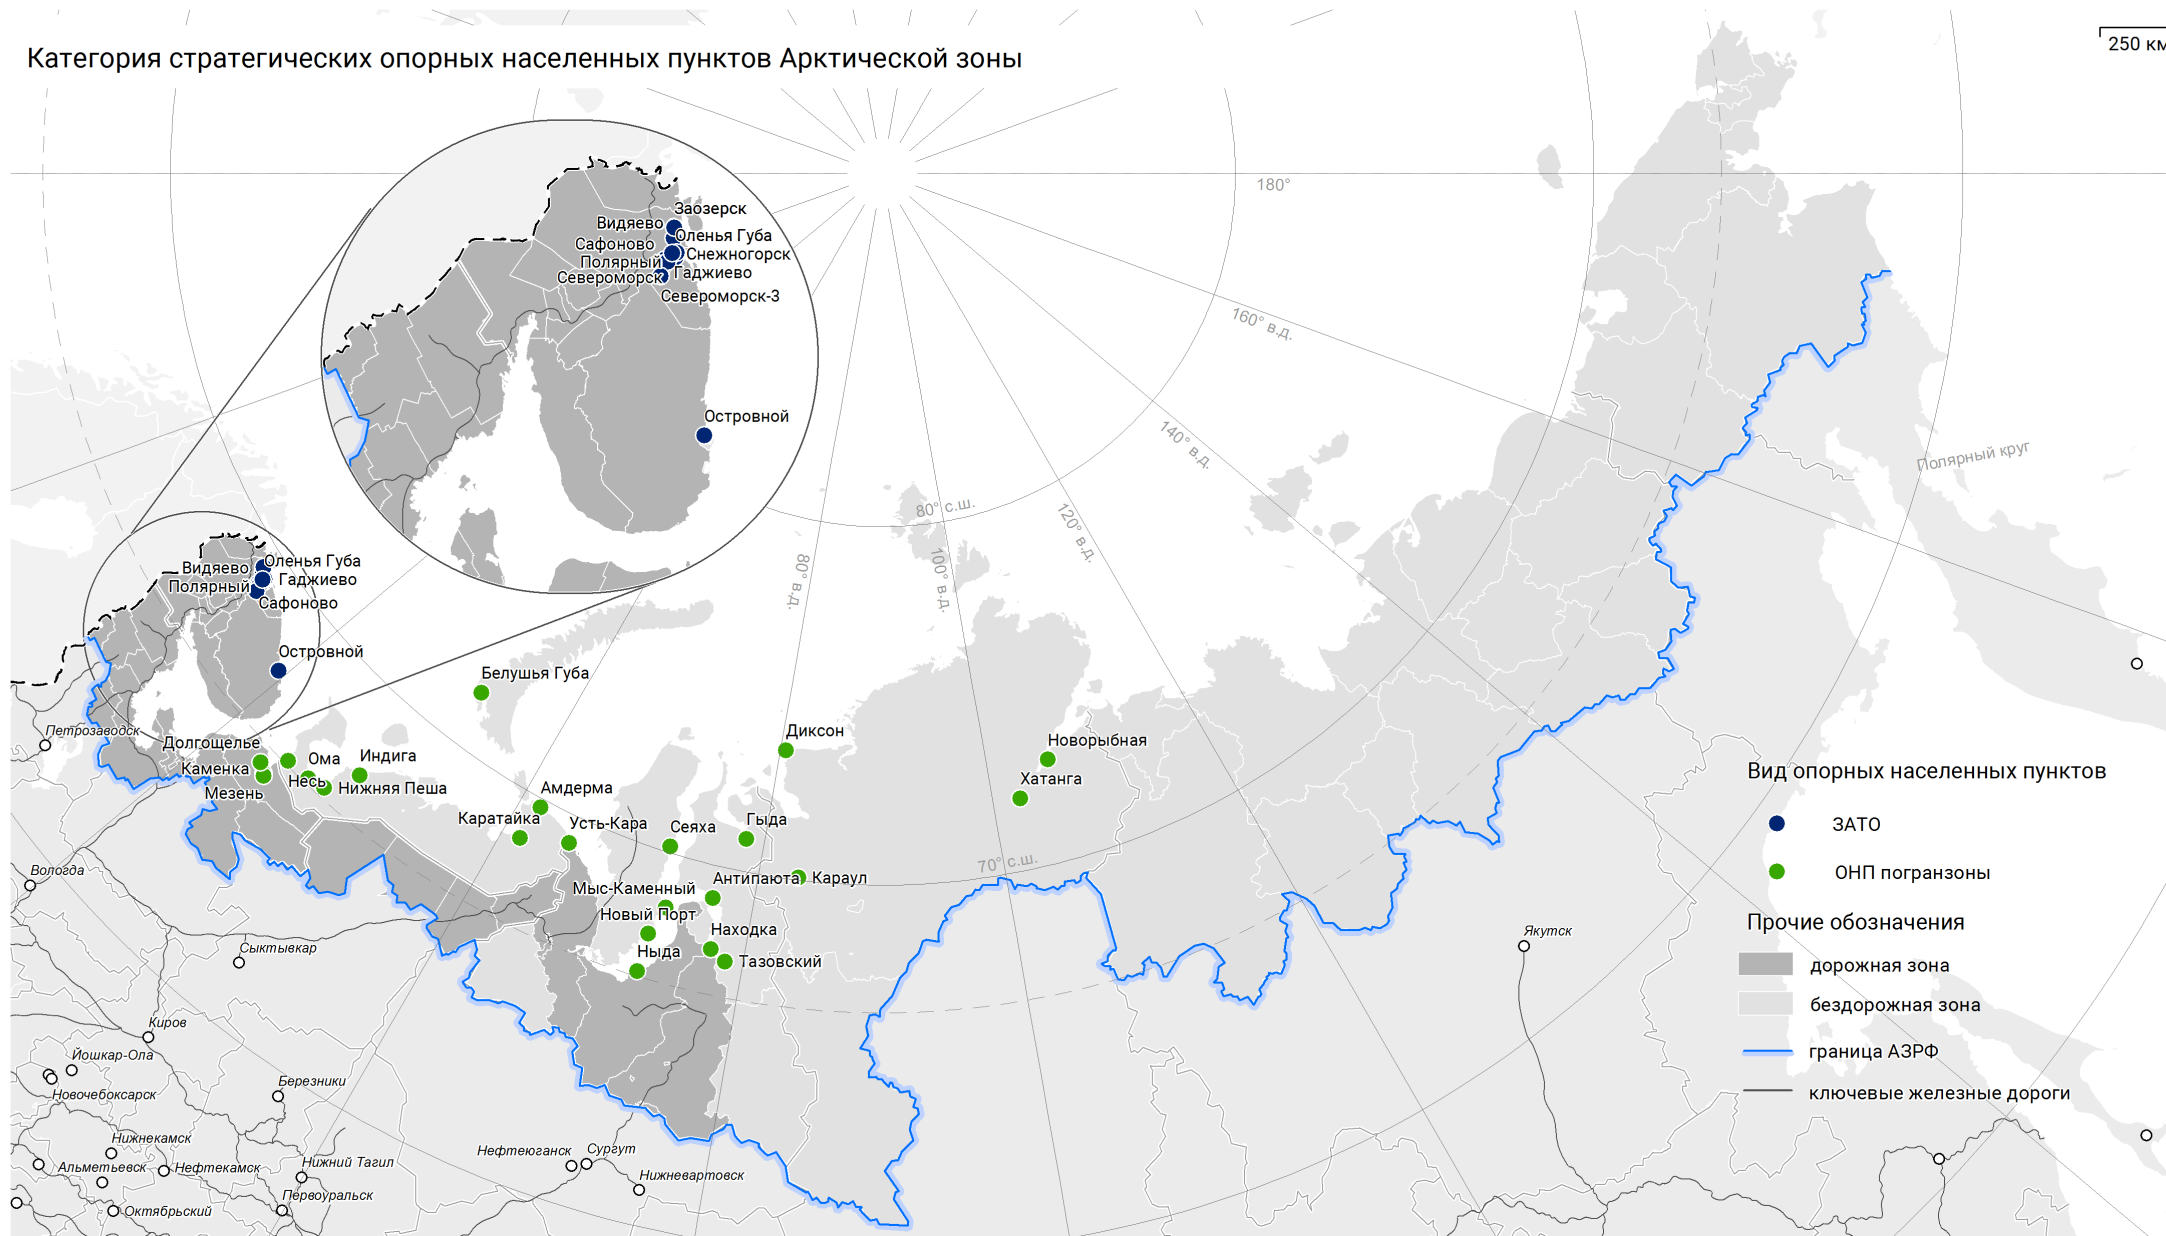 Категория стратегических опорных населенных пунктов Арктической зоны
250 км
180°
160° в.д.
140° в.д.
120° в.д.
100° в.д.
80° в.д.
80° с.ш.
70° с.ш.
Полярный круг
Заозерск
Видяево
Оленья Губа
Сафоново
Снежногорск
Полярный
Гаджиево
Североморск
Североморск-3
Островной
Оленья Губа
Видяево
Гаджиево
Полярный
Сафоново
Островной
Белушья Губа
Петрозаводск
Долгощелье
Ома
Индига
Каменка
Несь
Нижняя Пеша
Мезень
Диксон
Новорыбная
Хатанга
Амдерма
Каратайка
Усть-Кара
Сеяха
Гыда
Антипаюта
Караул
Мыс-Каменный
Новый Порт
Находка
Ныда
Тазовский
Вологда
Сыктывкар
Киров
Йошкар-Ола
Новочебоксарск
Березники
Нижнекамск
Альметьевск
Нефтекамск
Нижний Тагил
Первоуральск
Октябрьский
Нефтеюганск
Сургут
Нижневартовск
Якутск
Вид опорных населенных пунктов
ЗАТО
ОНП погранзоны
Прочие обозначения
дорожная зона
бездорожная зона
граница АЗРФ
ключевые железные дороги